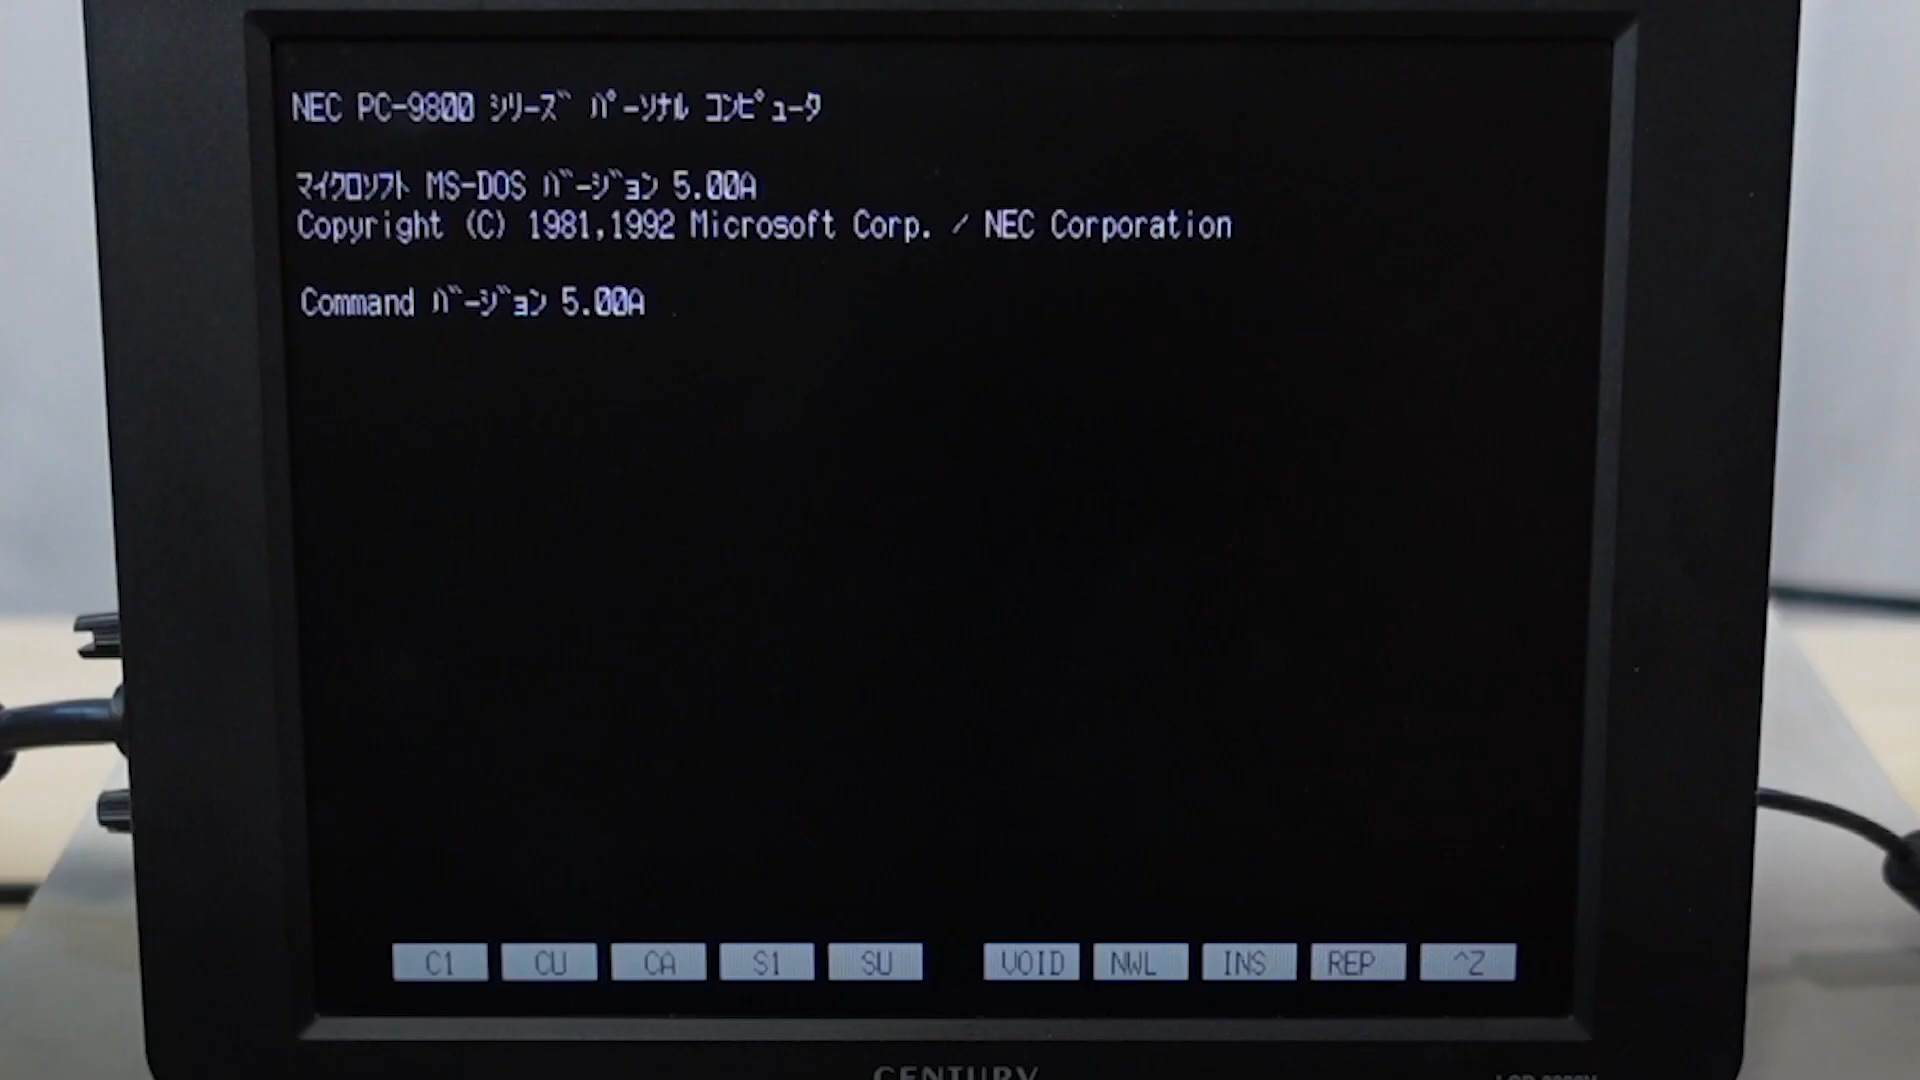 NEC PC-9800 ｼﾘｰｽﾞ ﾊﾟｰｿﾅﾙ ｺﾝﾋﾟｭｰﾀ
ﾏｲｸﾛｿﾌﾄ MS-DOS ﾊﾞｰｼﾞｮﾝ 5.00A
Copyright (C) 1981,1992 Microsoft Corp. / NEC Corporation
Command ﾊﾞｰｼﾞｮﾝ 5.00A
C1 CU CA S1 SU VOID NWL INS REP ^Z
CENTURY